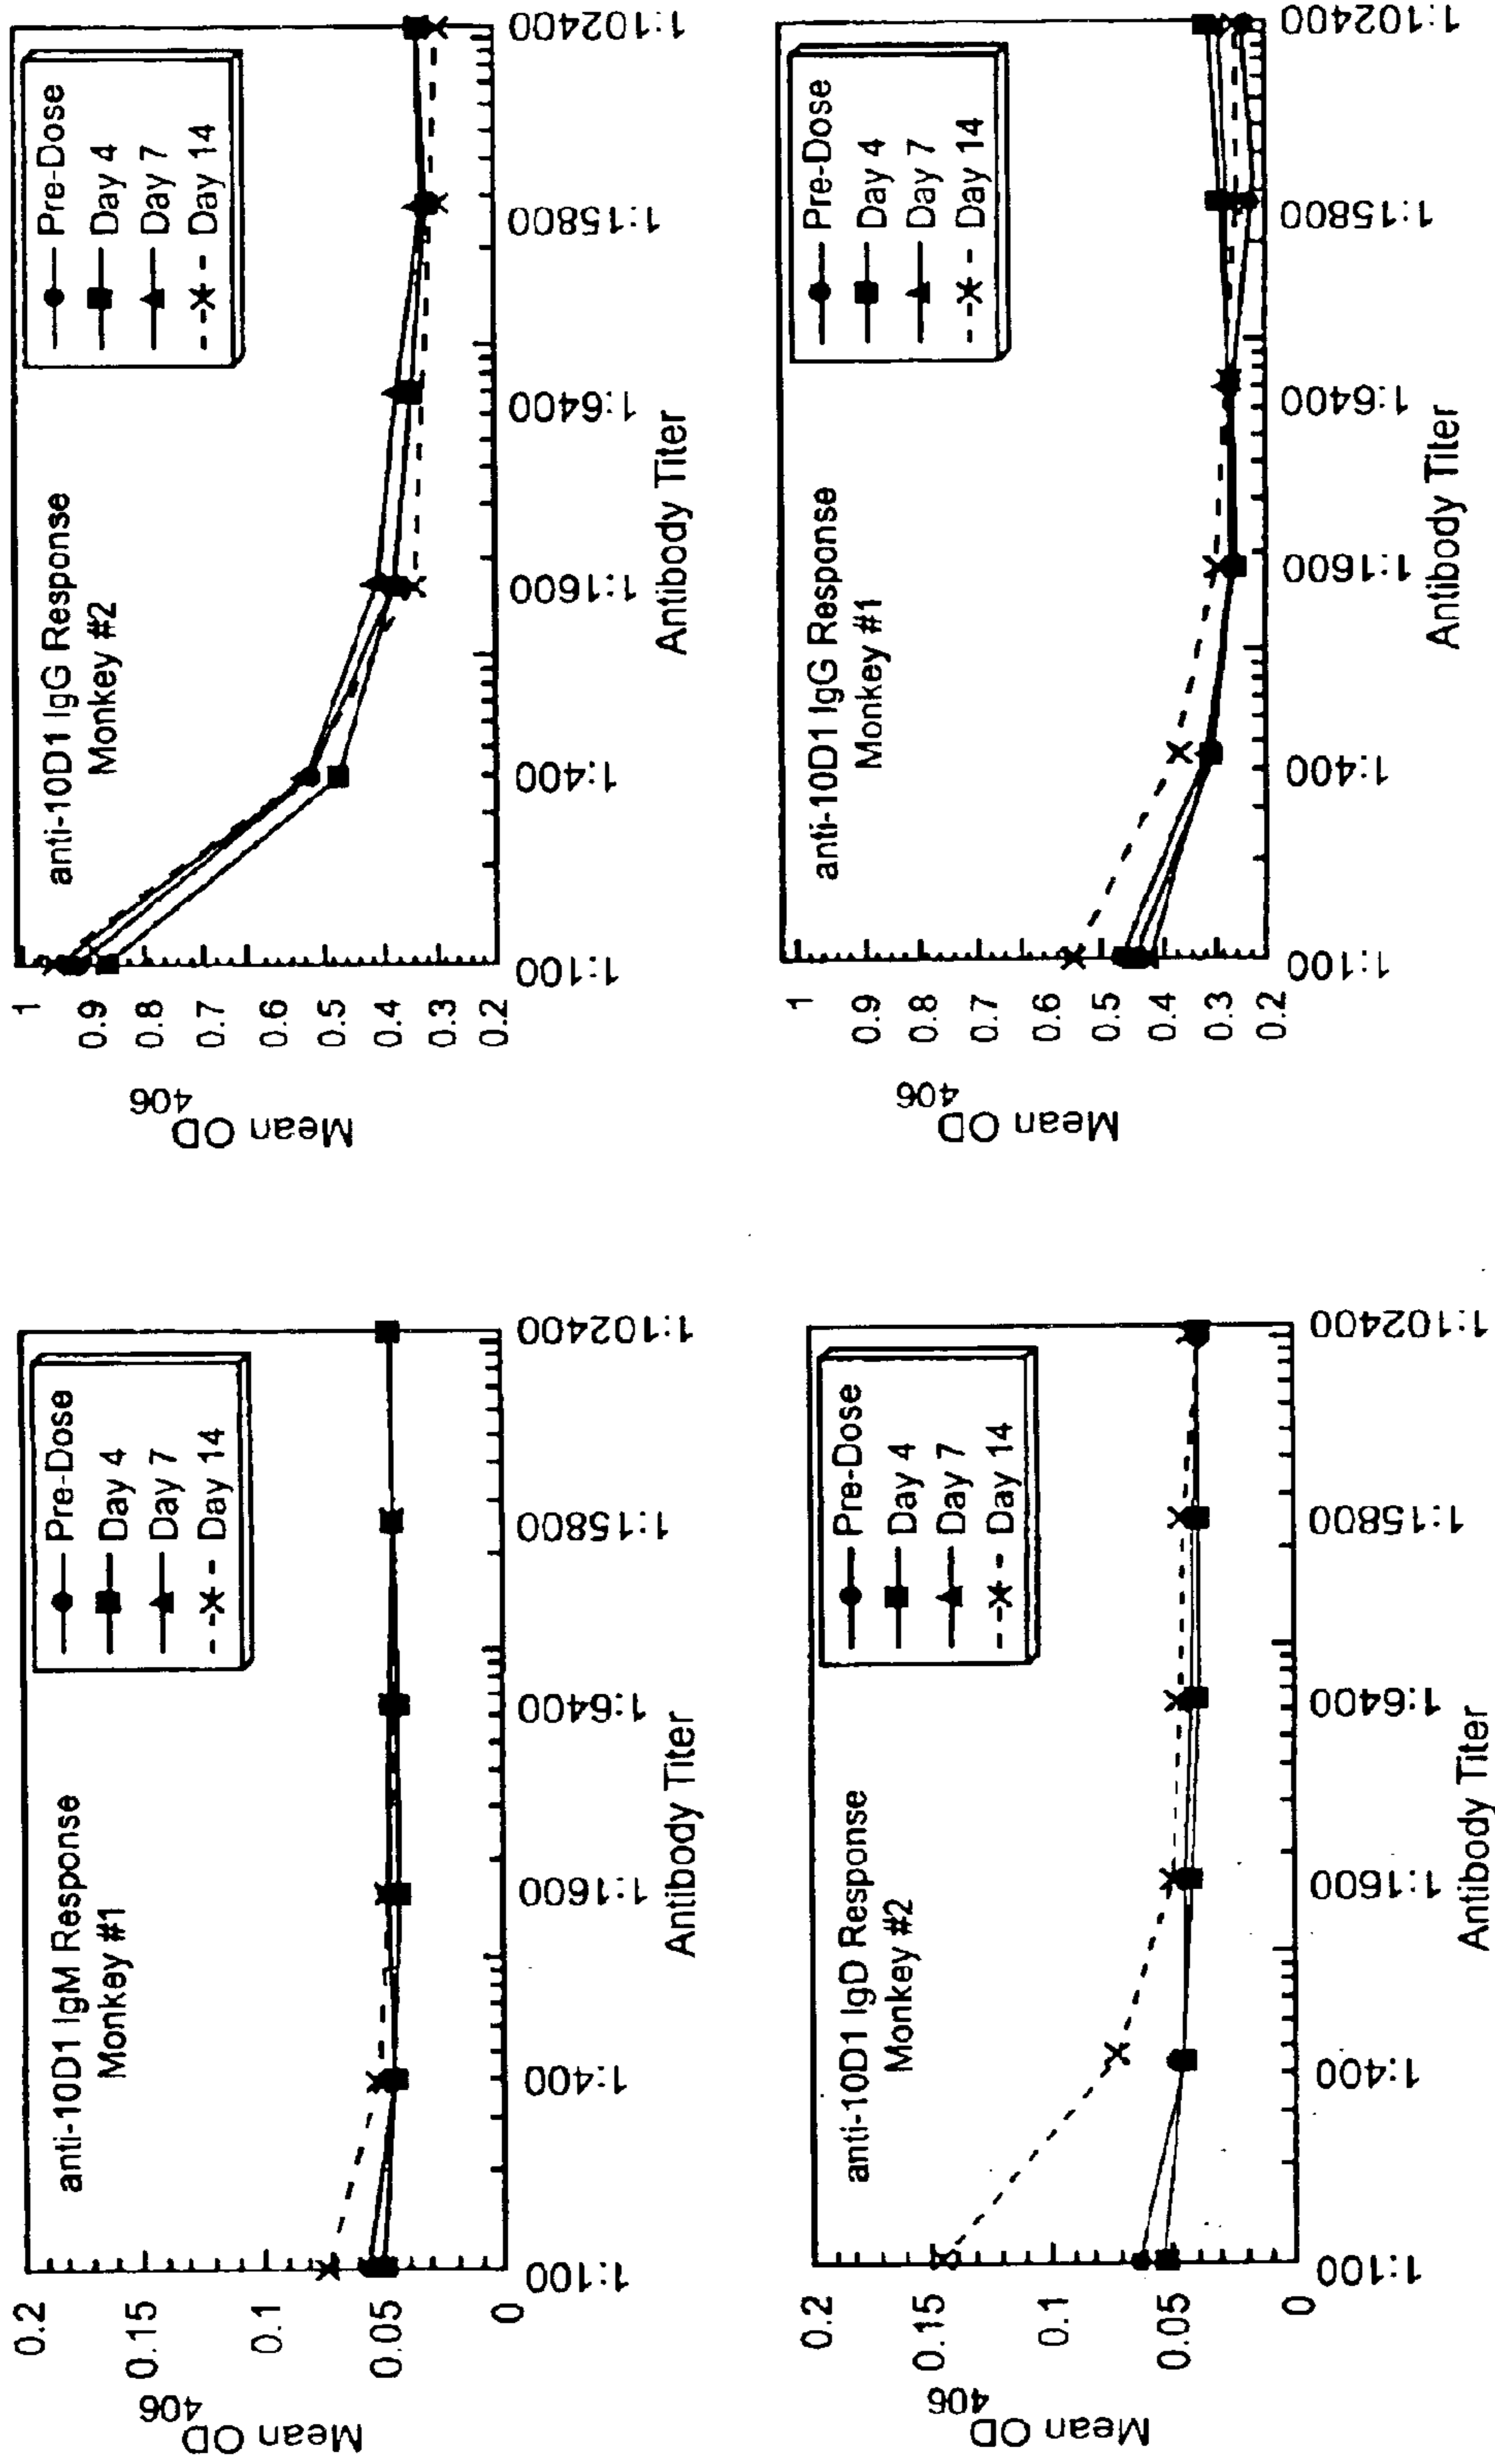 anti-10D1 IgM Response
Monkey #1
Pre-Dose
Day 4
Day 7
Day 14
Mean OD 406
0.2
0.15
0.1
0.05
0
1:100
1:400
1:1600
1:6400
1:15800
1:102400
Antibody Titer
anti-10D1 IgG Response
Monkey #2
Pre-Dose
Day 4
Day 7
Day 14
Mean OD 406
1
0.9
0.8
0.7
0.6
0.5
0.4
0.3
0.2
1:100
1:400
1:1600
1:6400
1:15800
1:102400
Antibody Titer
anti-10D1 IgD Response
Monkey #2
Pre-Dose
Day 4
Day 7
Day 14
Mean OD 406
0.2
0.15
0.1
0.05
0
1:100
1:400
1:1600
1:6400
1:15800
1:102400
Antibody Titer
anti-10D1 IgG Response
Monkey #1
Pre-Dose
Day 4
Day 7
Day 14
Mean OD 406
1
0.9
0.8
0.7
0.6
0.5
0.4
0.3
0.2
1:100
1:400
1:1600
1:6400
1:15800
1:102400
Antibody Titer